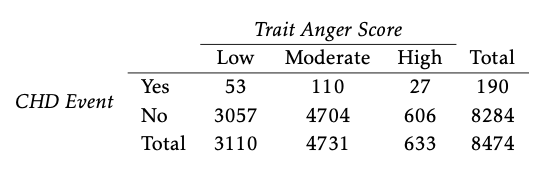 Trait Anger Score
Low Moderate High Total
Yes 53 110 27 190
CHD Event
No 3057 4704 606 8284
Total 3110 4731 633 8474